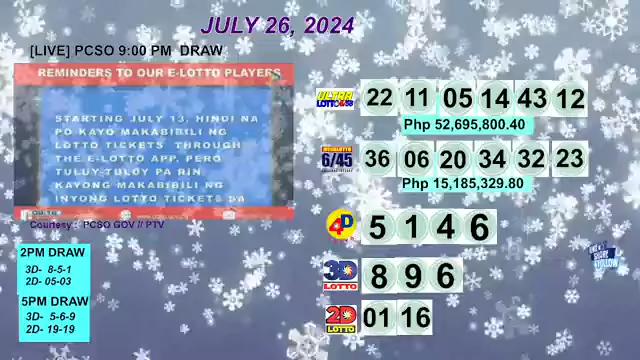 JULY 26, 2024
[LIVE] PCSO 9:00 PM DRAW
REMINDERS TO OUR E-LOTTO PLAYERS
STARTING JULY 13, HINDI NA
PO KAYO MAKABIBILI NG
LOTTO TICKETS THROUGH
THE E-LOTTO APP. PERO
TULUY-TULOY PA RIN
KAYONG MAKABIBILI NG
INYONG LOTTO TICKETS SA
Courtesy : PCSO GOV // PTV
2PM DRAW
3D- 8-5-1
2D- 05-03
5PM DRAW
3D- 5-6-9
2D- 19-19
ULTRA
LOTTO 6/58
22 11 05 14 43 12
Php 52,695,800.40
MEGALOTTO
6/45
36 06 20 34 32 23
Php 15,185,329.80
4D
5 1 4 6
3D
LOTTO
8 9 6
2D
LOTTO
01 16
LIKE
SHARE
FOLLOW